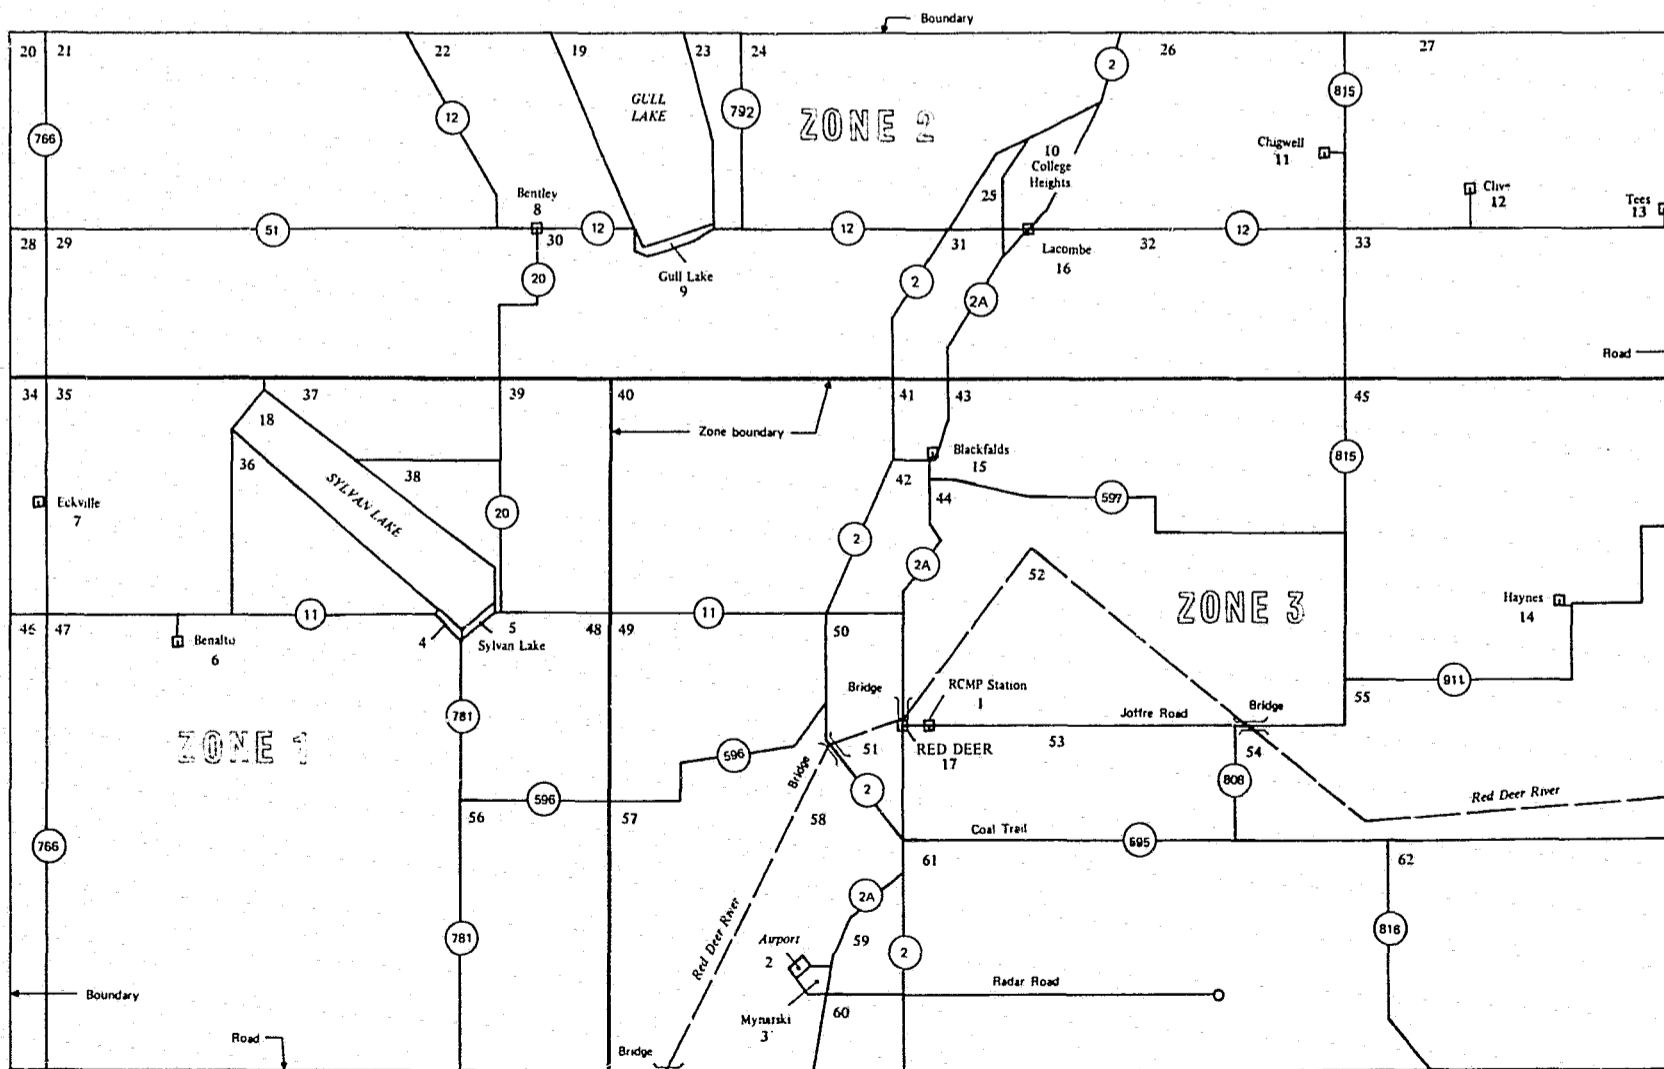 Boundary
20 21 22 19 23 24 26 27
2
GULL
LAKE
792
ZONE 2
815
12
766
Chigwell
11
10
College
Heights
25
Bentley
8
Clive
12
Tees
13
28 29 51 30 12 12 31 32 12 33
Lacombe
16
Gull Lake
9
20
2
2A
Road
34 35 37 39 40 41 43 45
18
Zone boundary
Blackfalds
15
815
36
38
SYLVAN LAKE
42
44
597
Eckville
7
20
2
2A
52
ZONE 3
Haynes
14
46 47 11 4 5 48 49 11 50
Benalto
6
Sylvan Lake
Bridge
RCMP Station
1
911
55
Bridge
781
Joffre Road
ZONE 1
596
51
RED DEER
17
53
54
Bridge
808
2
Red Deer River
596
56
57
58
Coal Trail
595
766
61
62
2A
Red Deer River
781
59
2
816
Airport
2
Boundary
Radar Road
Mynarski
3
60
Road
Bridge